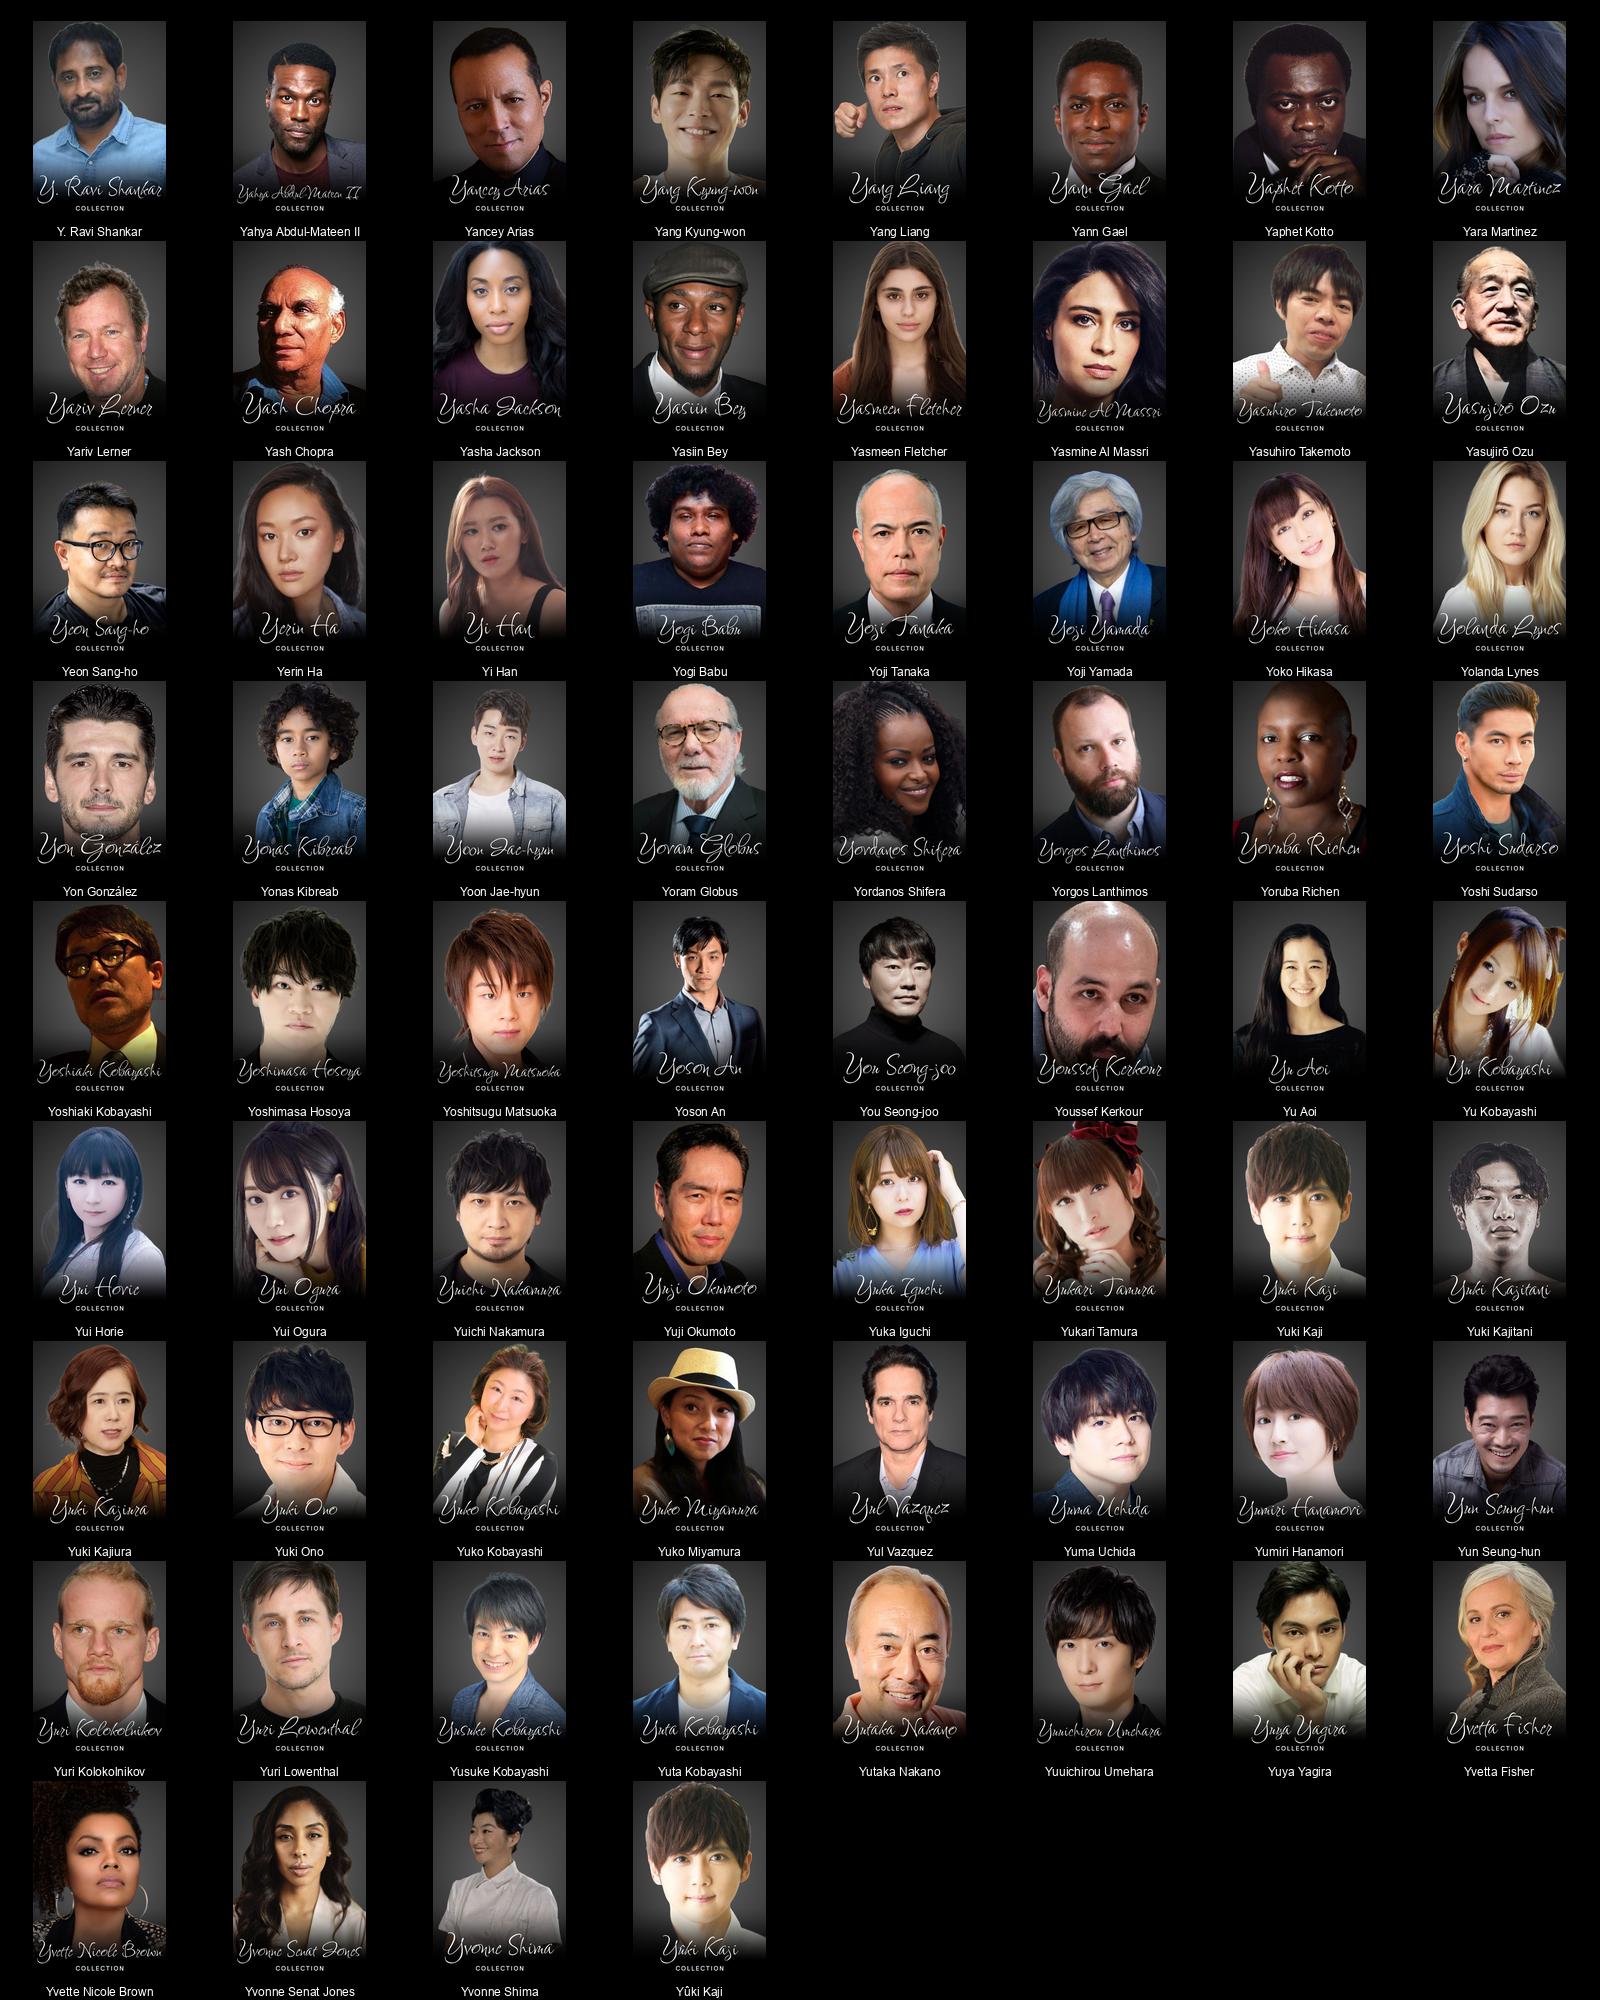 Y. Ravi Shankar Yahya Abdul-Mateen II Yancey Arias Yang Kyung-won Yang Liang Yann Gael Yaphet Kotto Yara Martinez
COLLECTION COLLECTION COLLECTION COLLECTION COLLECTION COLLECTION COLLECTION COLLECTION
Y. Ravi Shankar Yahya Abdul-Mateen II Yancey Arias Yang Kyung-won Yang Liang Yann Gael Yaphet Kotto Yara Martinez
Yariv Lerner Yash Chopra Yasha Jackson Yasiin Bey Yasmeen Fletcher Yasmine Al Massri Yasuhiro Takemoto Yasujirō Ozu
COLLECTION COLLECTION COLLECTION COLLECTION COLLECTION COLLECTION COLLECTION COLLECTION
Yariv Lerner Yash Chopra Yasha Jackson Yasiin Bey Yasmeen Fletcher Yasmine Al Massri Yasuhiro Takemoto Yasujirō Ozu
Yeon Sang-ho Yerin Ha Yi Han Yogi Babu Yoji Tanaka Yoji Yamada Yoko Hikasa Yolanda Lynes
COLLECTION COLLECTION COLLECTION COLLECTION COLLECTION COLLECTION COLLECTION COLLECTION
Yeon Sang-ho Yerin Ha Yi Han Yogi Babu Yoji Tanaka Yoji Yamada Yoko Hikasa Yolanda Lynes
Yon González Yonas Kibreab Yoon Jae-hyun Yoram Globus Yordanos Shifera Yorgos Lanthimos Yoruba Richen Yoshi Sudarso
COLLECTION COLLECTION COLLECTION COLLECTION COLLECTION COLLECTION COLLECTION COLLECTION
Yon González Yonas Kibreab Yoon Jae-hyun Yoram Globus Yordanos Shifera Yorgos Lanthimos Yoruba Richen Yoshi Sudarso
Yoshiaki Kobayashi Yoshimasa Hosoya Yoshitsugu Matsuoka Yoson An You Seong-joo Youssef Kerkour Yu Aoi Yu Kobayashi
COLLECTION COLLECTION COLLECTION COLLECTION COLLECTION COLLECTION COLLECTION COLLECTION
Yoshiaki Kobayashi Yoshimasa Hosoya Yoshitsugu Matsuoka Yoson An You Seong-joo Youssef Kerkour Yu Aoi Yu Kobayashi
Yui Horie Yui Ogura Yuichi Nakamura Yuji Okumoto Yuka Iguchi Yukari Tamura Yuki Kaji Yuki Kajitani
COLLECTION COLLECTION COLLECTION COLLECTION COLLECTION COLLECTION COLLECTION COLLECTION
Yui Horie Yui Ogura Yuichi Nakamura Yuji Okumoto Yuka Iguchi Yukari Tamura Yuki Kaji Yuki Kajitani
Yuki Kajiura Yuki Ono Yuko Kobayashi Yuko Miyamura Yul Vazquez Yuma Uchida Yumiri Hanamori Yun Seung-hun
COLLECTION COLLECTION COLLECTION COLLECTION COLLECTION COLLECTION COLLECTION COLLECTION
Yuki Kajiura Yuki Ono Yuko Kobayashi Yuko Miyamura Yul Vazquez Yuma Uchida Yumiri Hanamori Yun Seung-hun
Yuri Kolokolnikov Yuri Lowenthal Yusuke Kobayashi Yuta Kobayashi Yutaka Nakano Yuuichirou Umehara Yuya Yagira Yvetta Fisher
COLLECTION COLLECTION COLLECTION COLLECTION COLLECTION COLLECTION COLLECTION COLLECTION
Yuri Kolokolnikov Yuri Lowenthal Yusuke Kobayashi Yuta Kobayashi Yutaka Nakano Yuuichirou Umehara Yuya Yagira Yvetta Fisher
Yvette Nicole Brown Yvonne Senat Jones Yvonne Shima Yûki Kaji
COLLECTION COLLECTION COLLECTION COLLECTION
Yvette Nicole Brown Yvonne Senat Jones Yvonne Shima Yûki Kaji